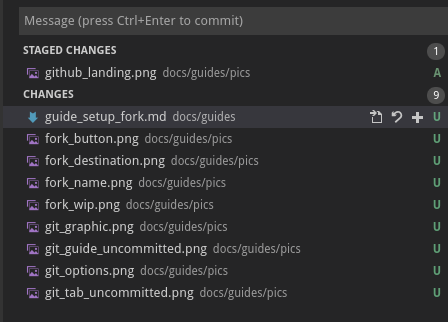 Message (press Ctrl+Enter to commit)
STAGED CHANGES 1
github_landing.png docs/guides/pics A
CHANGES 9
guide_setup_fork.md docs/guides U
fork_button.png docs/guides/pics U
fork_destination.png docs/guides/pics U
fork_name.png docs/guides/pics U
fork_wip.png docs/guides/pics U
git_graphic.png docs/guides/pics U
git_guide_uncommitted.png docs/guides/pics U
git_options.png docs/guides/pics U
git_tab_uncommitted.png docs/guides/pics U